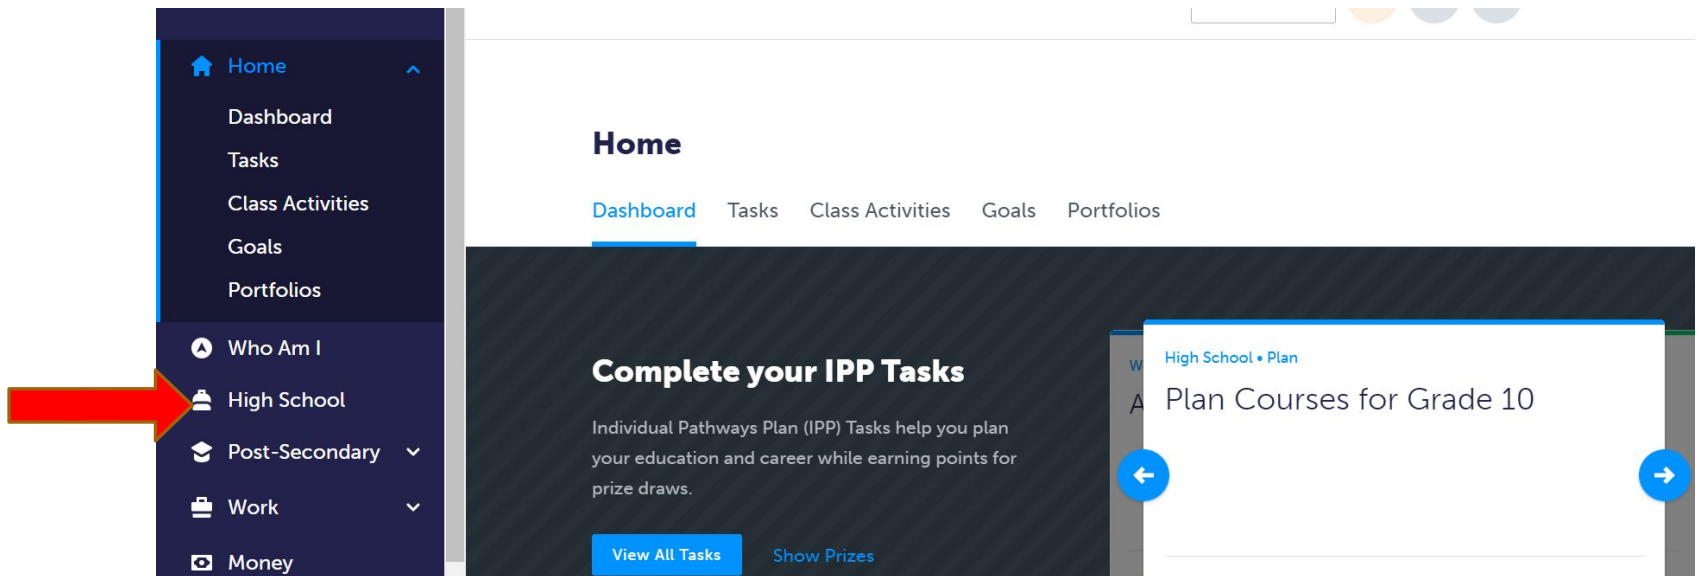 Home
Dashboard
Tasks
Class Activities
Goals
Portfolios
Who Am I
High School
Post-Secondary
Work
Money
Home
Dashboard Tasks Class Activities Goals Portfolios
Complete your IPP Tasks
Individual Pathways Plan (IPP) Tasks help you plan
your education and career while earning points for
prize draws.
View All Tasks Show Prizes
W
A
High School • Plan
Plan Courses for Grade 10